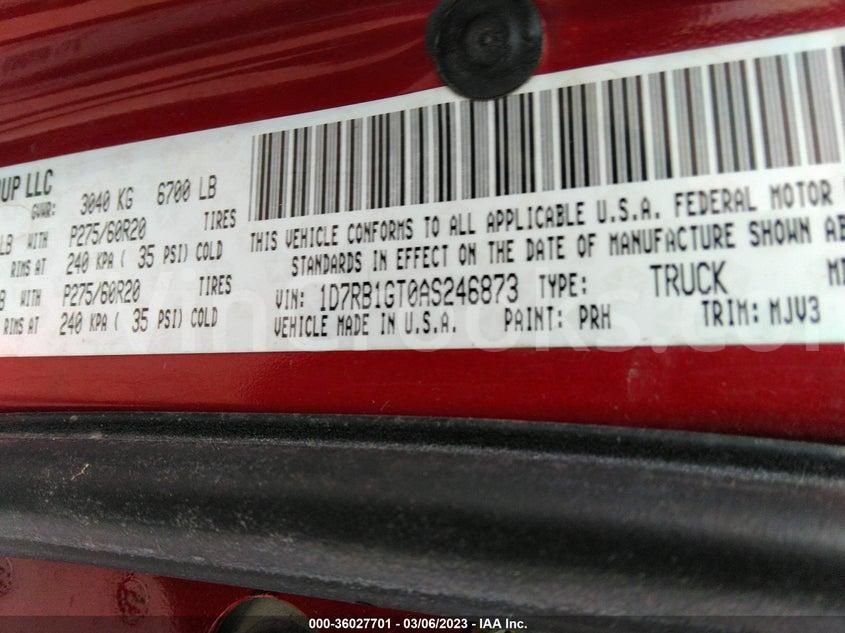 OUP LLC
GVWR: 3040 KG 6700 LB
LB WITH P275/60R20 TIRES
RIMS AT 240 KPA ( 35 PSI) COLD
B WITH P275/60R20 TIRES
RIMS AT 240 KPA ( 35 PSI) COLD
THIS VEHICLE CONFORMS TO ALL APPLICABLE U.S.A. FEDERAL MOTOR
STANDARDS IN EFFECT ON THE DATE OF MANUFACTURE SHOWN AB
VIN: 1D7RB1GT0AS246873 TYPE: TRUCK
VEHICLE MADE IN U.S.A. PAINT: PRH TRIM: MJV3
000-36027701 - 03/06/2023 - IAA Inc.